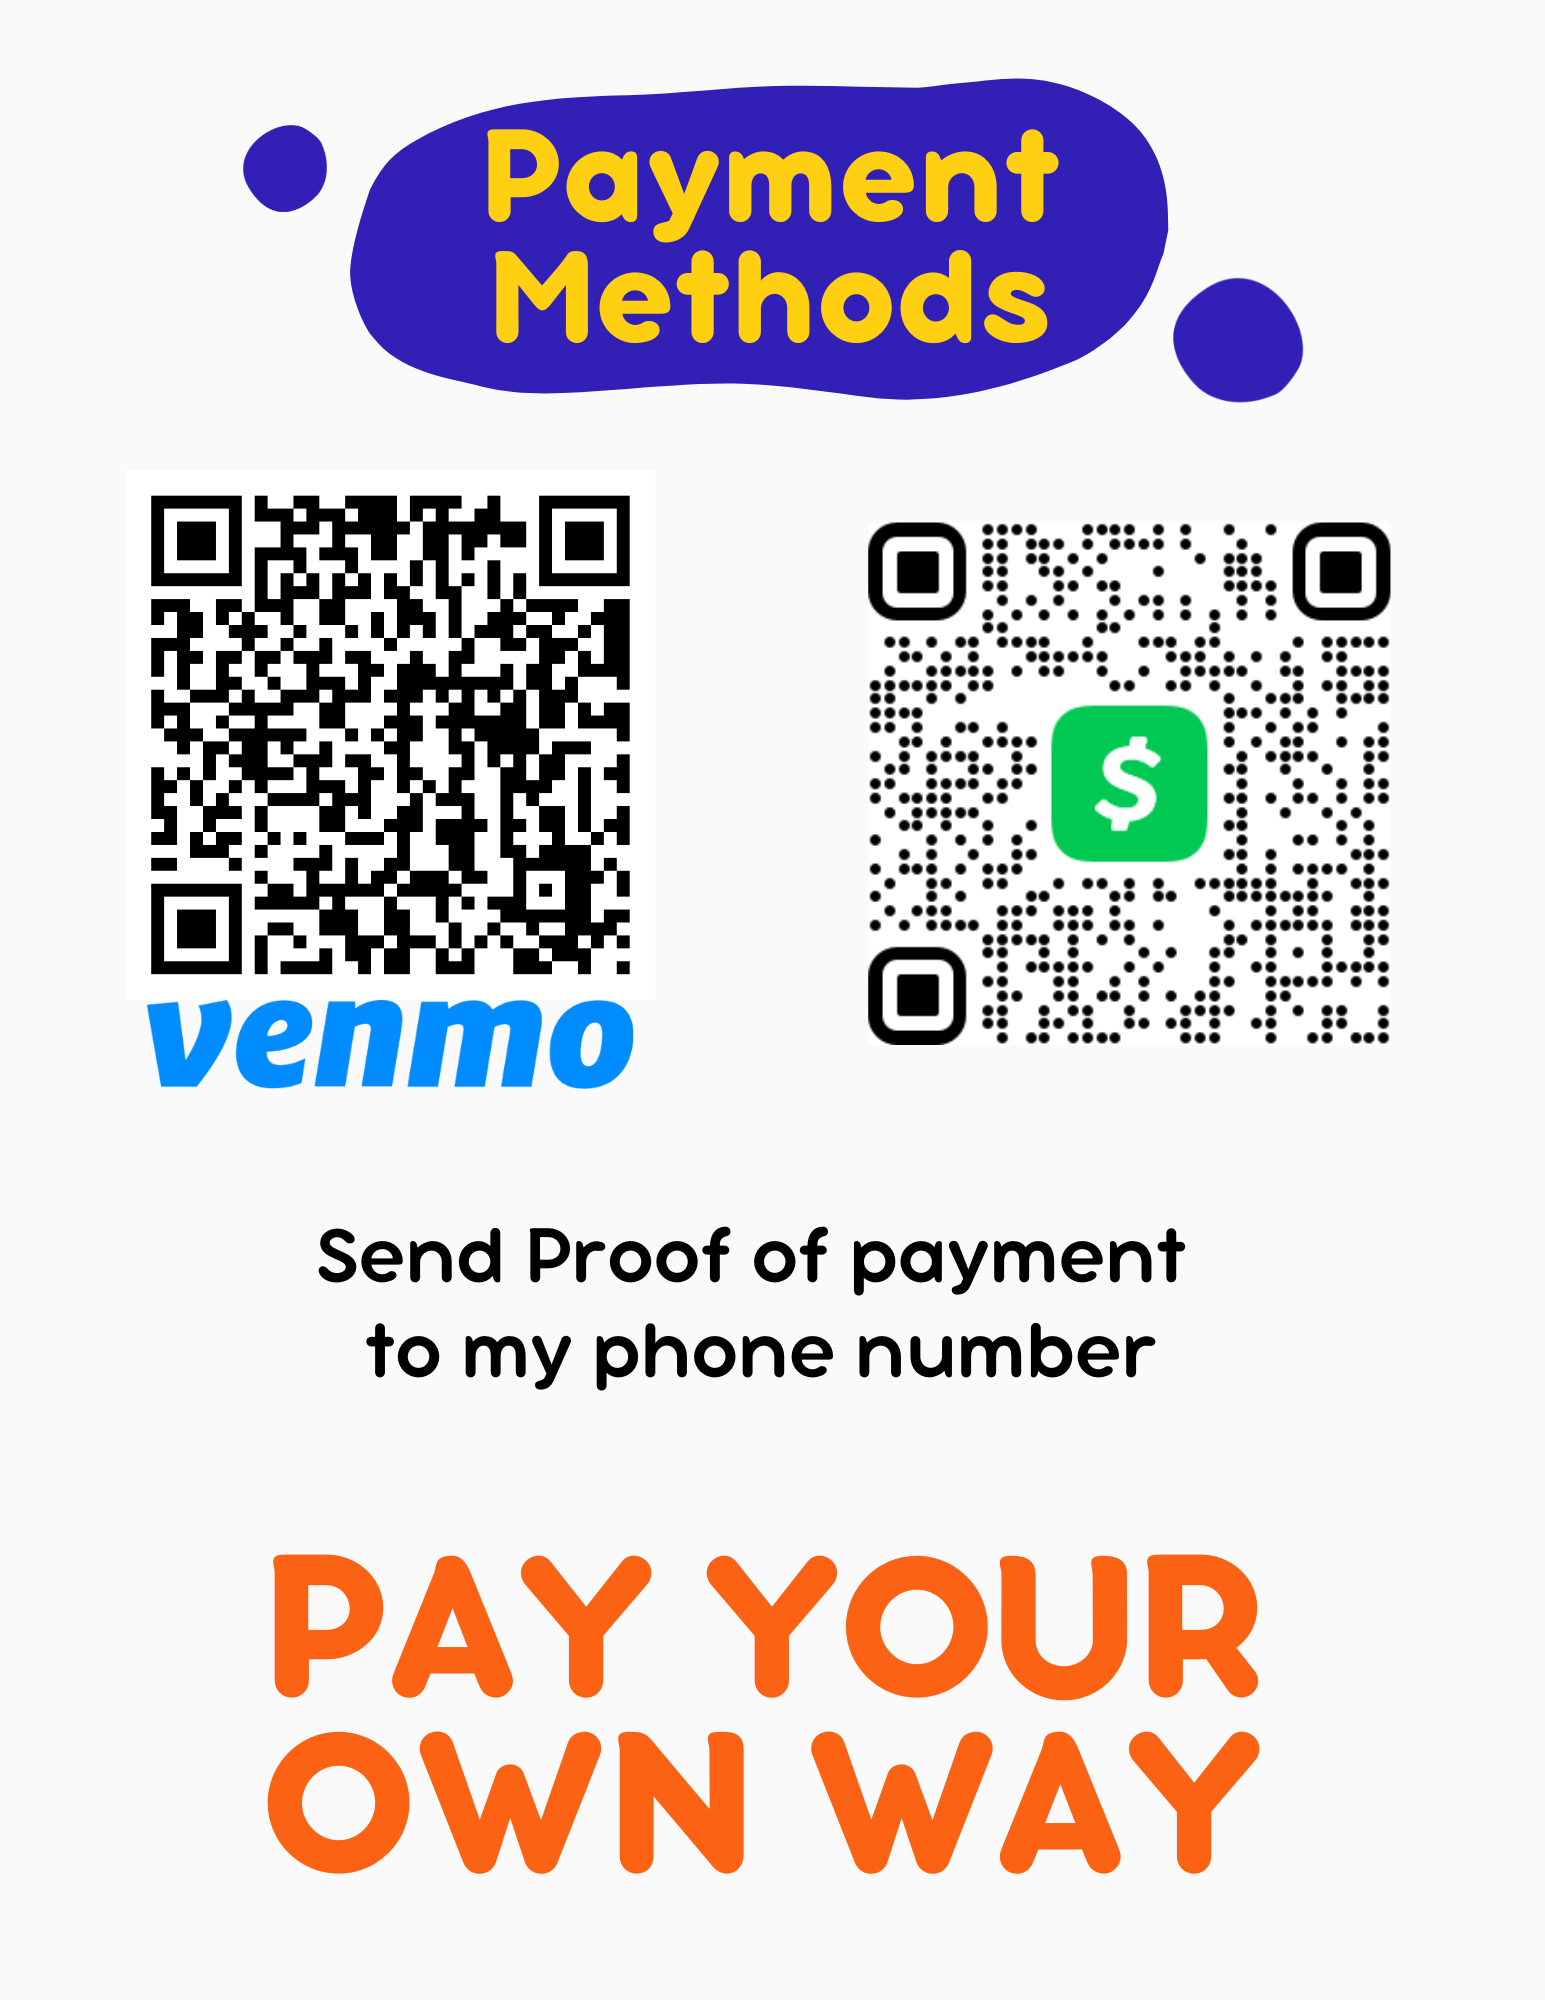 Payment
Methods
venmo
$
Send Proof of payment
to my phone number
PAY YOUR
OWN WAY